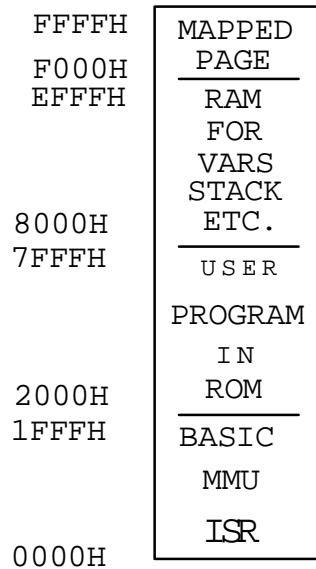 FFFFH
MAPPED
F000H
PAGE
EFFFH
RAM
FOR
VARS
STACK
8000H
ETC.
7FFFH
USER
PROGRAM
IN
2000H
ROM
1FFFH
BASIC
MMU
ISR
0000H